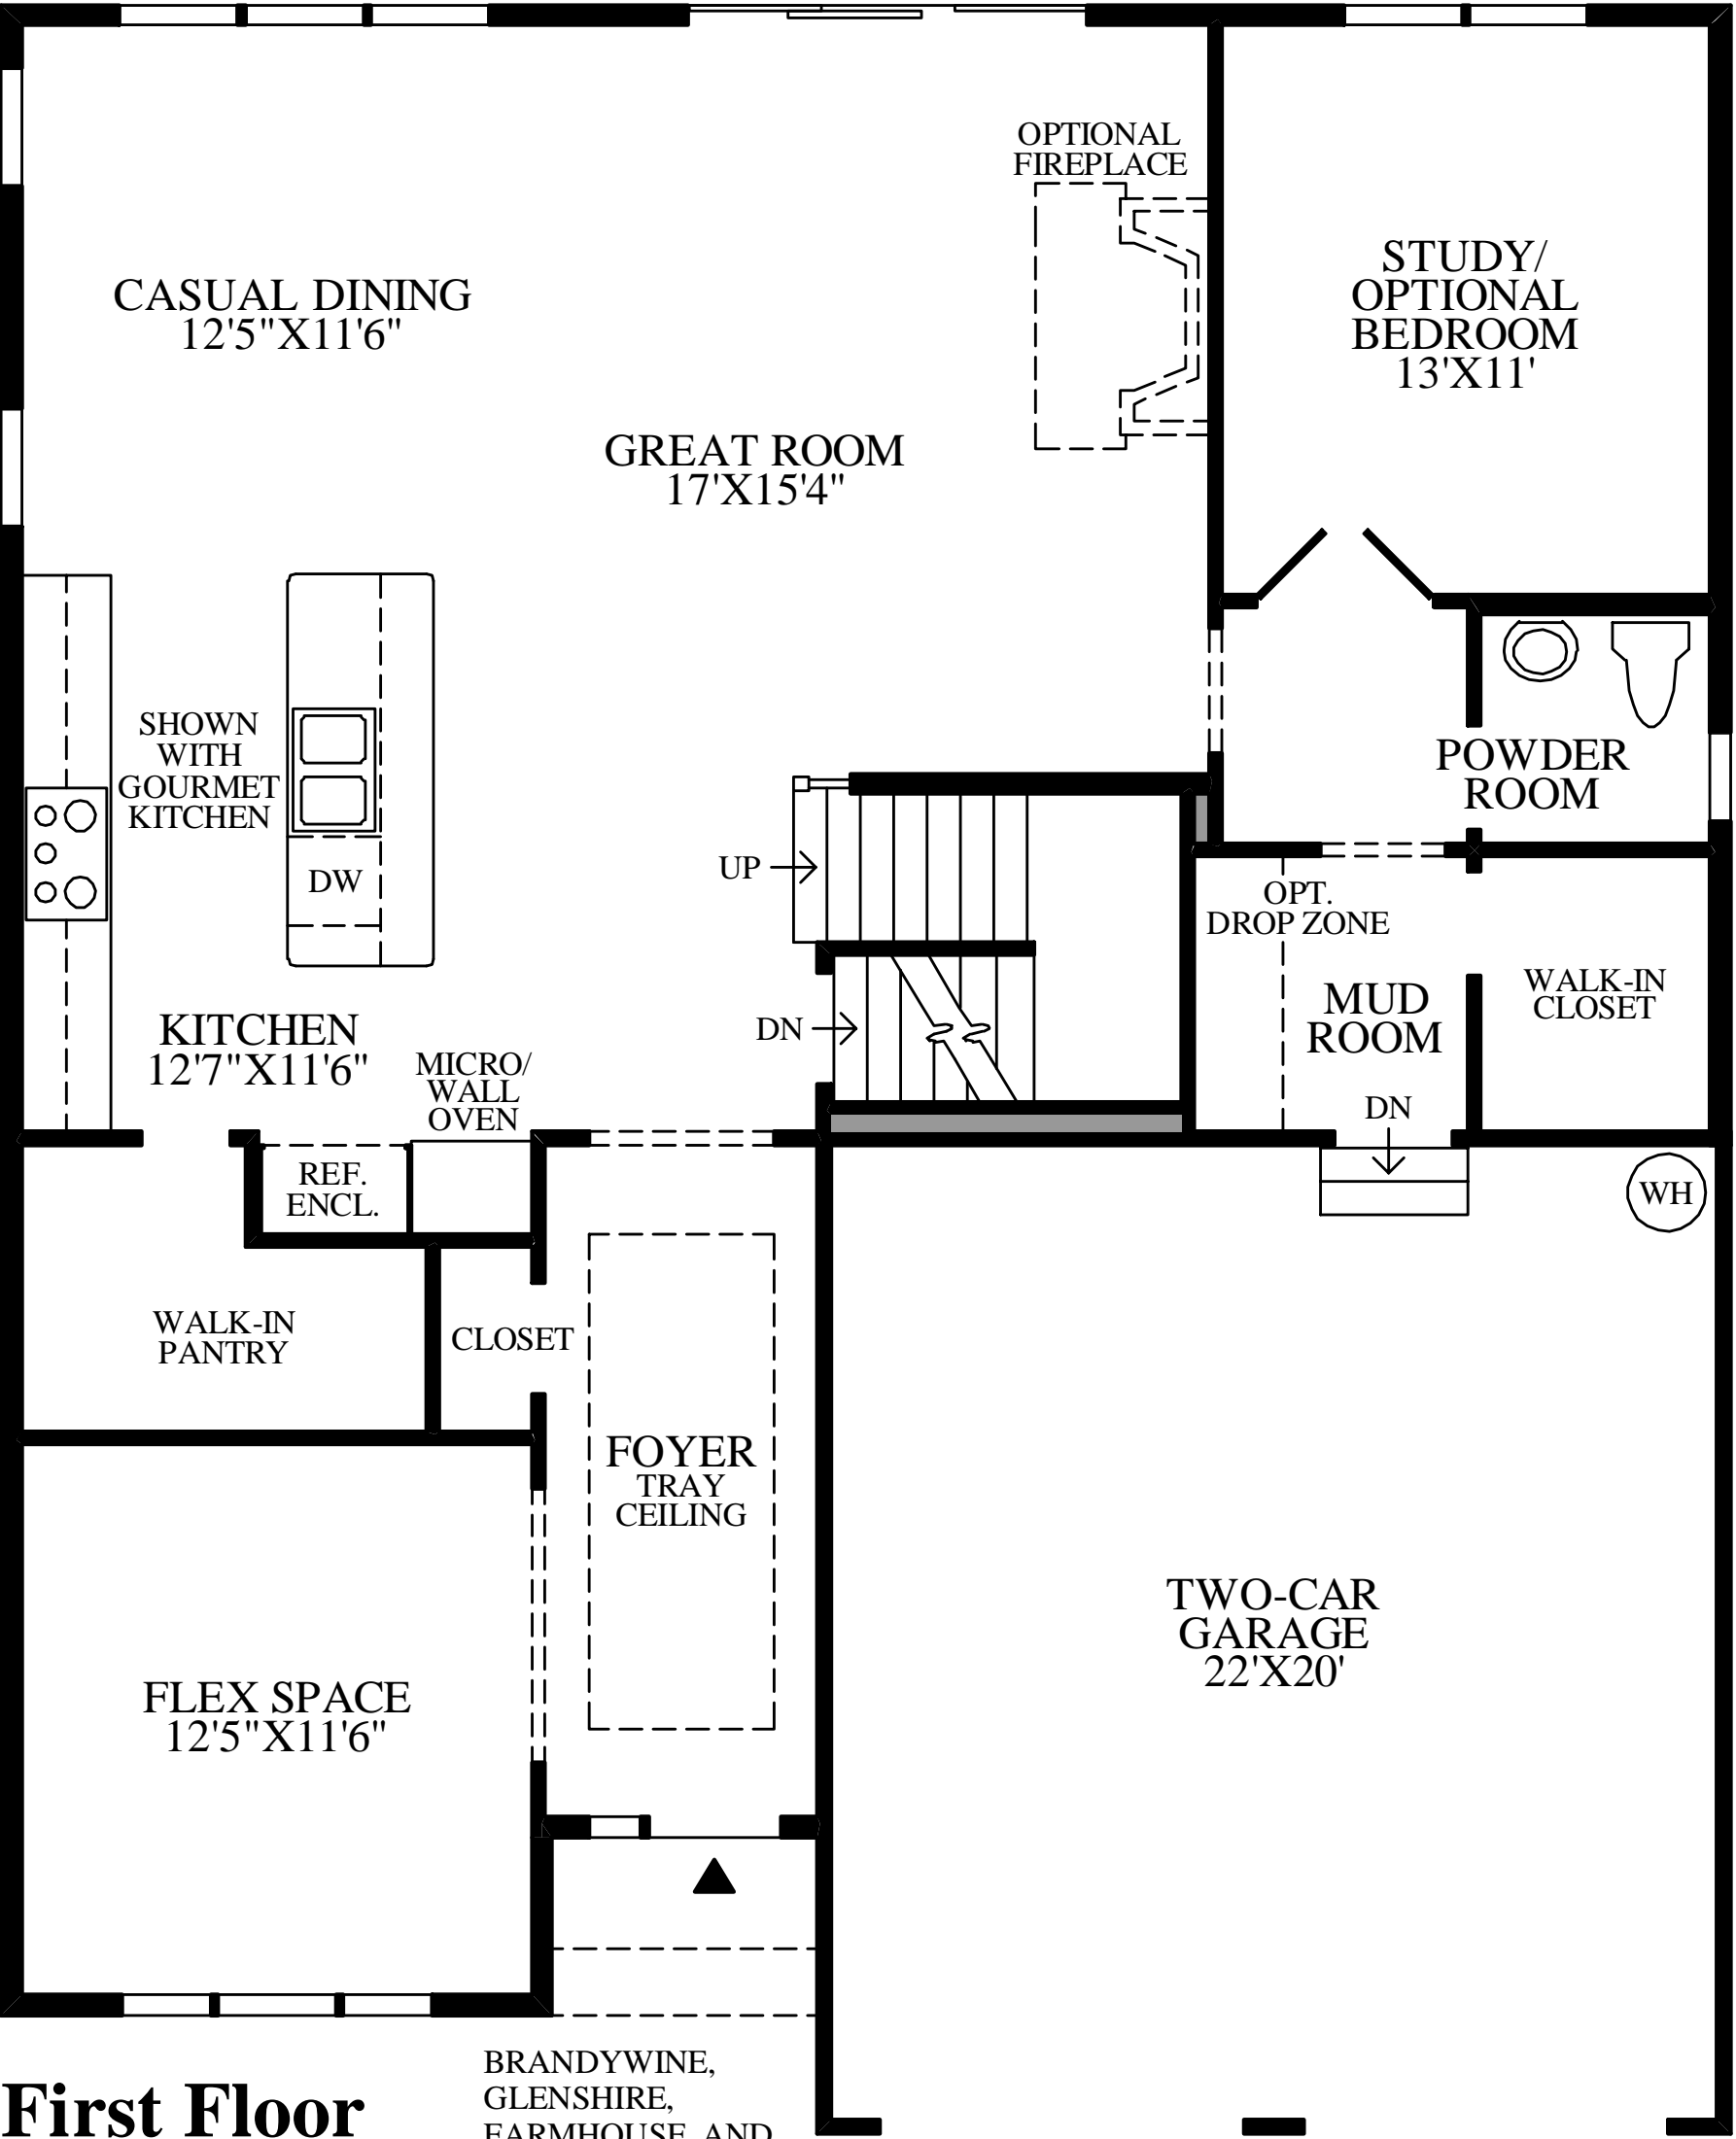 OPTIONAL
FIREPLACE
STUDY/
OPTIONAL
BEDROOM
13'X11'
CASUAL DINING
12'5"X11'6"
GREAT ROOM
17'X15'4"
SHOWN
WITH
GOURMET
KITCHEN
DW
POWDER
ROOM
UP
OPT.
DROP ZONE
DN
MUD
ROOM
WALK-IN
CLOSET
KITCHEN
12'7"X11'6"
MICRO/
WALL
OVEN
DN
REF.
ENCL.
WH
WALK-IN
PANTRY
CLOSET
FOYER
TRAY
CEILING
TWO-CAR
GARAGE
22'X20'
FLEX SPACE
12'5"X11'6"
First Floor
BRANDYWINE,
GLENSHIRE,
FARMHOUSE, AND